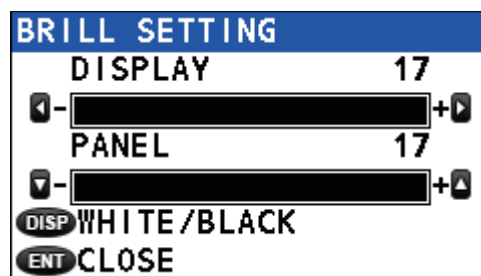 BRILL SETTING
DISPLAY 17
- +
PANEL 17
- +
DISP WHITE/BLACK
ENT CLOSE